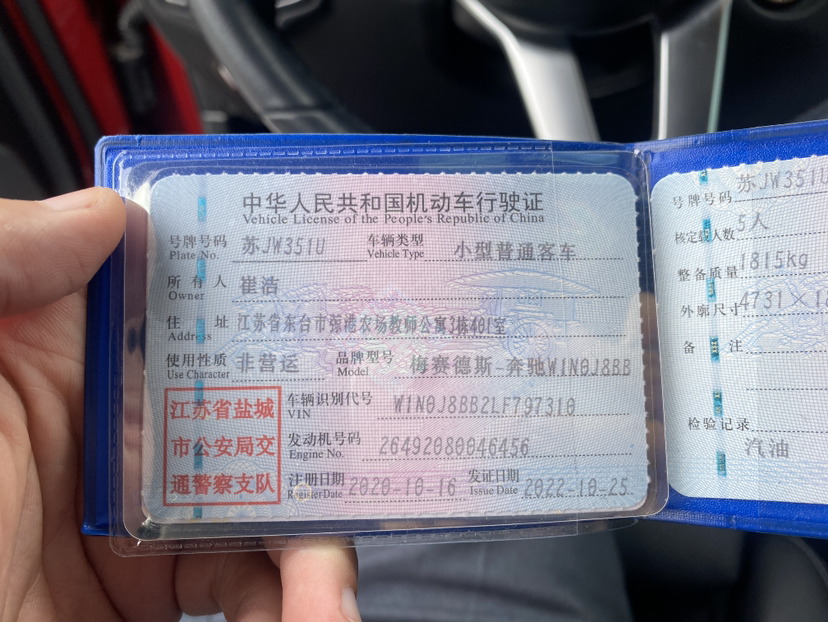 中华人民共和国机动车行驶证
Vehicle License of the People's Republic of China
号牌号码 苏JW351U 车辆类型 小型普通客车
Plate No. Vehicle Type
所有人 崔浩
Owner
住址 江苏省东台市弶港农场教师公寓3栋401室
Address
使用性质 非营运 品牌型号 梅赛德斯-奔驰W1N0J8BB
Use Character Model
江苏省盐城
市公安局交
通警察支队
车辆识别代号 W1N0J8BB2LF797310
VIN
发动机号码 26492080046456
Engine No.
注册日期 2020-10-16 发证日期 2022-10-25
Register Date Issue Date
号牌号码 苏JW351U
核定载人数 5人
整备质量 1815kg
外廓尺寸 4731×1
备注
检验记录
汽油